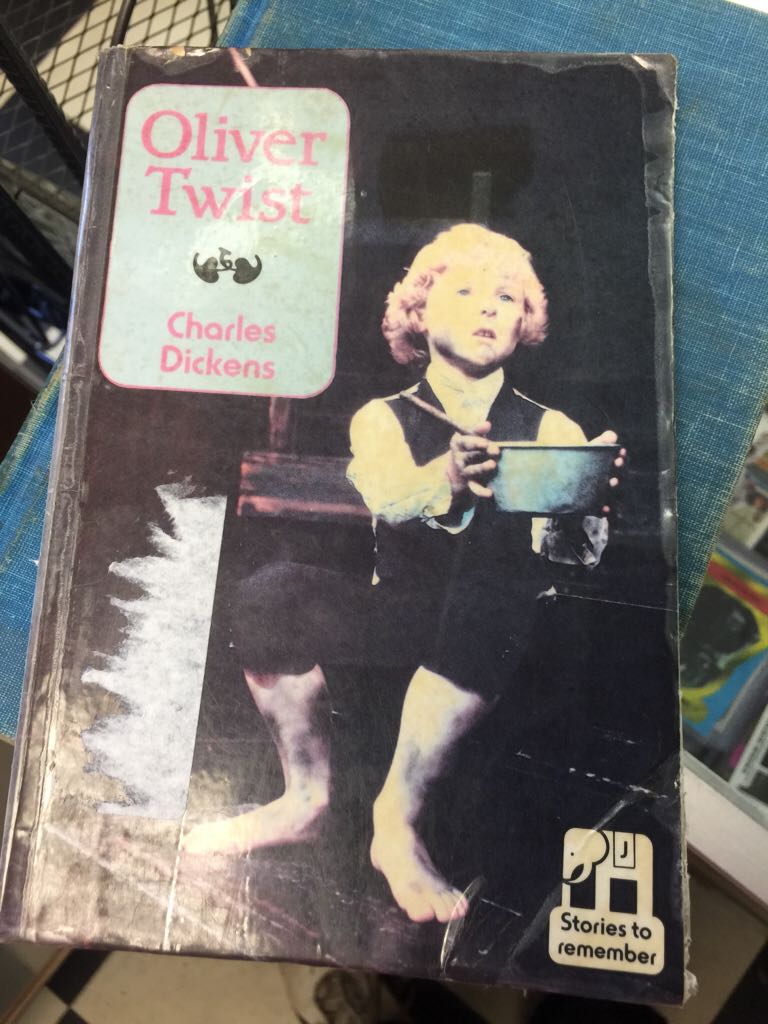 Oliver
Twist
Charles
Dickens
Stories to
remember